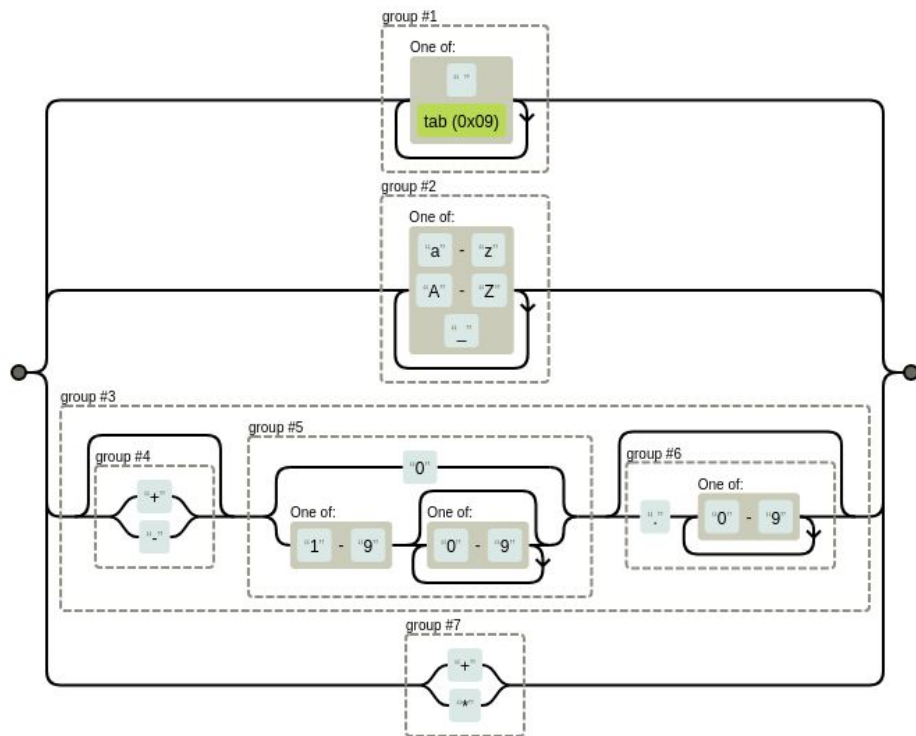 group #1
One of:
“ ”
tab (0x09)
group #2
One of:
“a” - “z”
“A” - “Z”
“_”
group #3
group #4
“+”
“-”
group #5
“0”
One of:
“1” - “9”
One of:
“0” - “9”
group #6
“.”
One of:
“0” - “9”
group #7
“+”
“*”